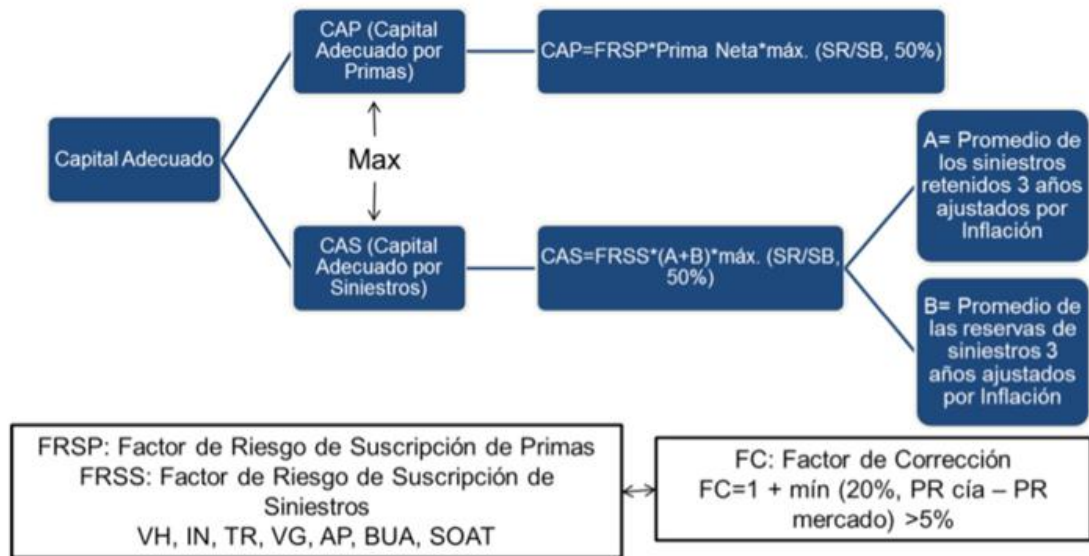 CAP (Capital
Adecuado por
Primas)
CAP=FRSP*Prima Neta*máx. (SR/SB, 50%)
Capital Adecuado
Max
A= Promedio de
los siniestros
retenidos 3 años
ajustados por
Inflación
CAS (Capital
Adecuado por
Siniestros)
CAS=FRSS*(A+B)*máx. (SR/SB,
50%)
B= Promedio de
las reservas de
siniestros 3
años ajustados
por Inflación
FRSP: Factor de Riesgo de Suscripción de Primas
FRSS: Factor de Riesgo de Suscripción de
Siniestros
VH, IN, TR, VG, AP, BUA, SOAT
FC: Factor de Corrección
FC=1 + mín (20%, PR cía – PR
mercado) >5%